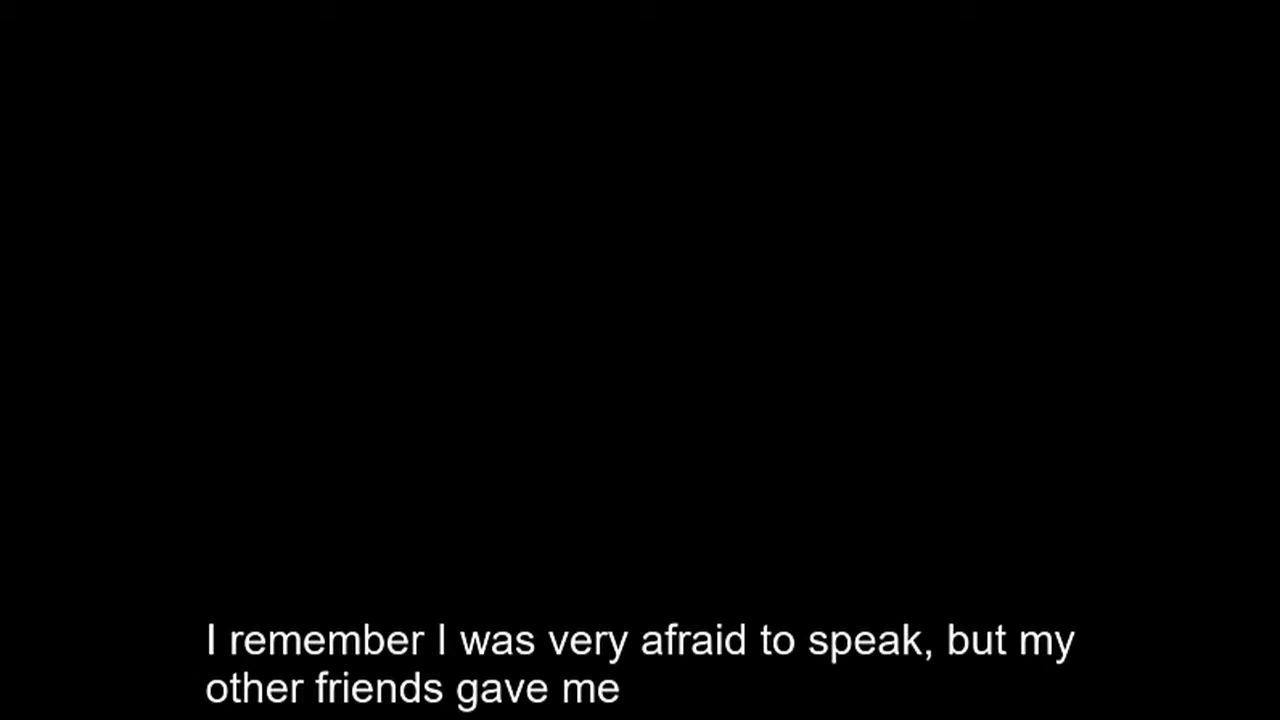 I remember I was very afraid to speak, but my
other friends gave me